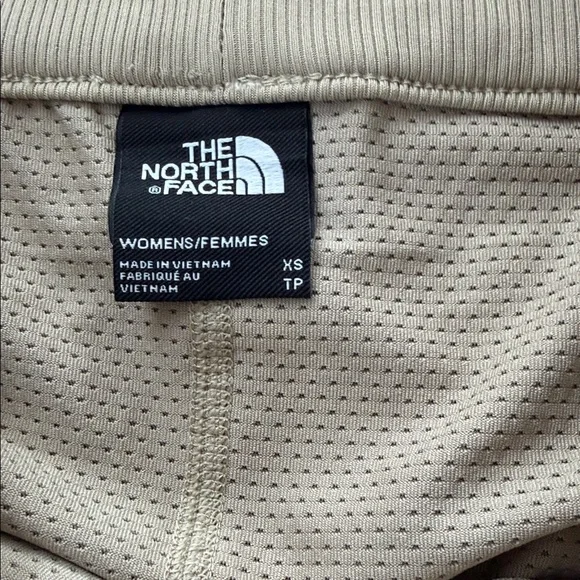 THE
NORTH
® FACE
WOMENS/FEMMES
MADE IN VIETNAM XS
FABRIQUÉ AU TP
VIETNAM